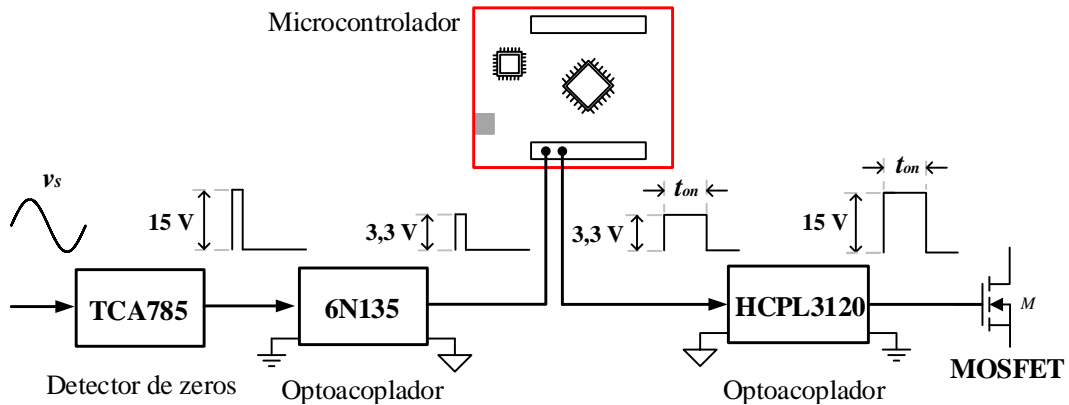 Microcontrolador
vs
15 V
3,3 V
ton
3,3 V
ton
15 V
TCA785
6N135
HCPL3120
M
MOSFET
Detector de zeros
Optoacoplador
Optoacoplador